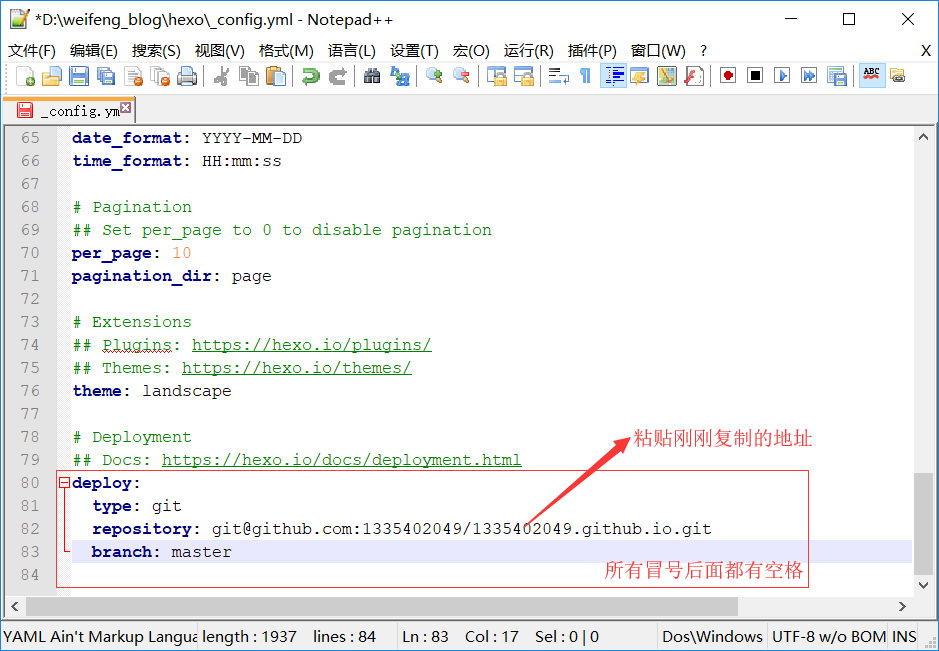 *D:\weifeng_blog\hexo\_config.yml - Notepad++
文件(F) 编辑(E) 搜索(S) 视图(V) 格式(M) 语言(L) 设置(T) 宏(O) 运行(R) 插件(P) 窗口(W) ? X
ABC
_config.ym
65 date_format: YYYY-MM-DD
66 time_format: HH:mm:ss
67
68 # Pagination
69 ## Set per_page to 0 to disable pagination
70 per_page: 10
71 pagination_dir: page
72
73 # Extensions
74 ## Plugins: https://hexo.io/plugins/
75 ## Themes: https://hexo.io/themes/
76 theme: landscape
77
78 # Deployment
粘贴刚刚复制的地址
79 ## Docs: https://hexo.io/docs/deployment.html
80 deploy:
81 type: git
82 repository: git@github.com:1335402049/1335402049.github.io.git
83 branch: master
84
所有冒号后面都有空格
YAML Ain't Markup Langua length : 1937 lines : 84 Ln : 83 Col : 17 Sel : 0 | 0 Dos\Windows UTF-8 w/o BOM INS